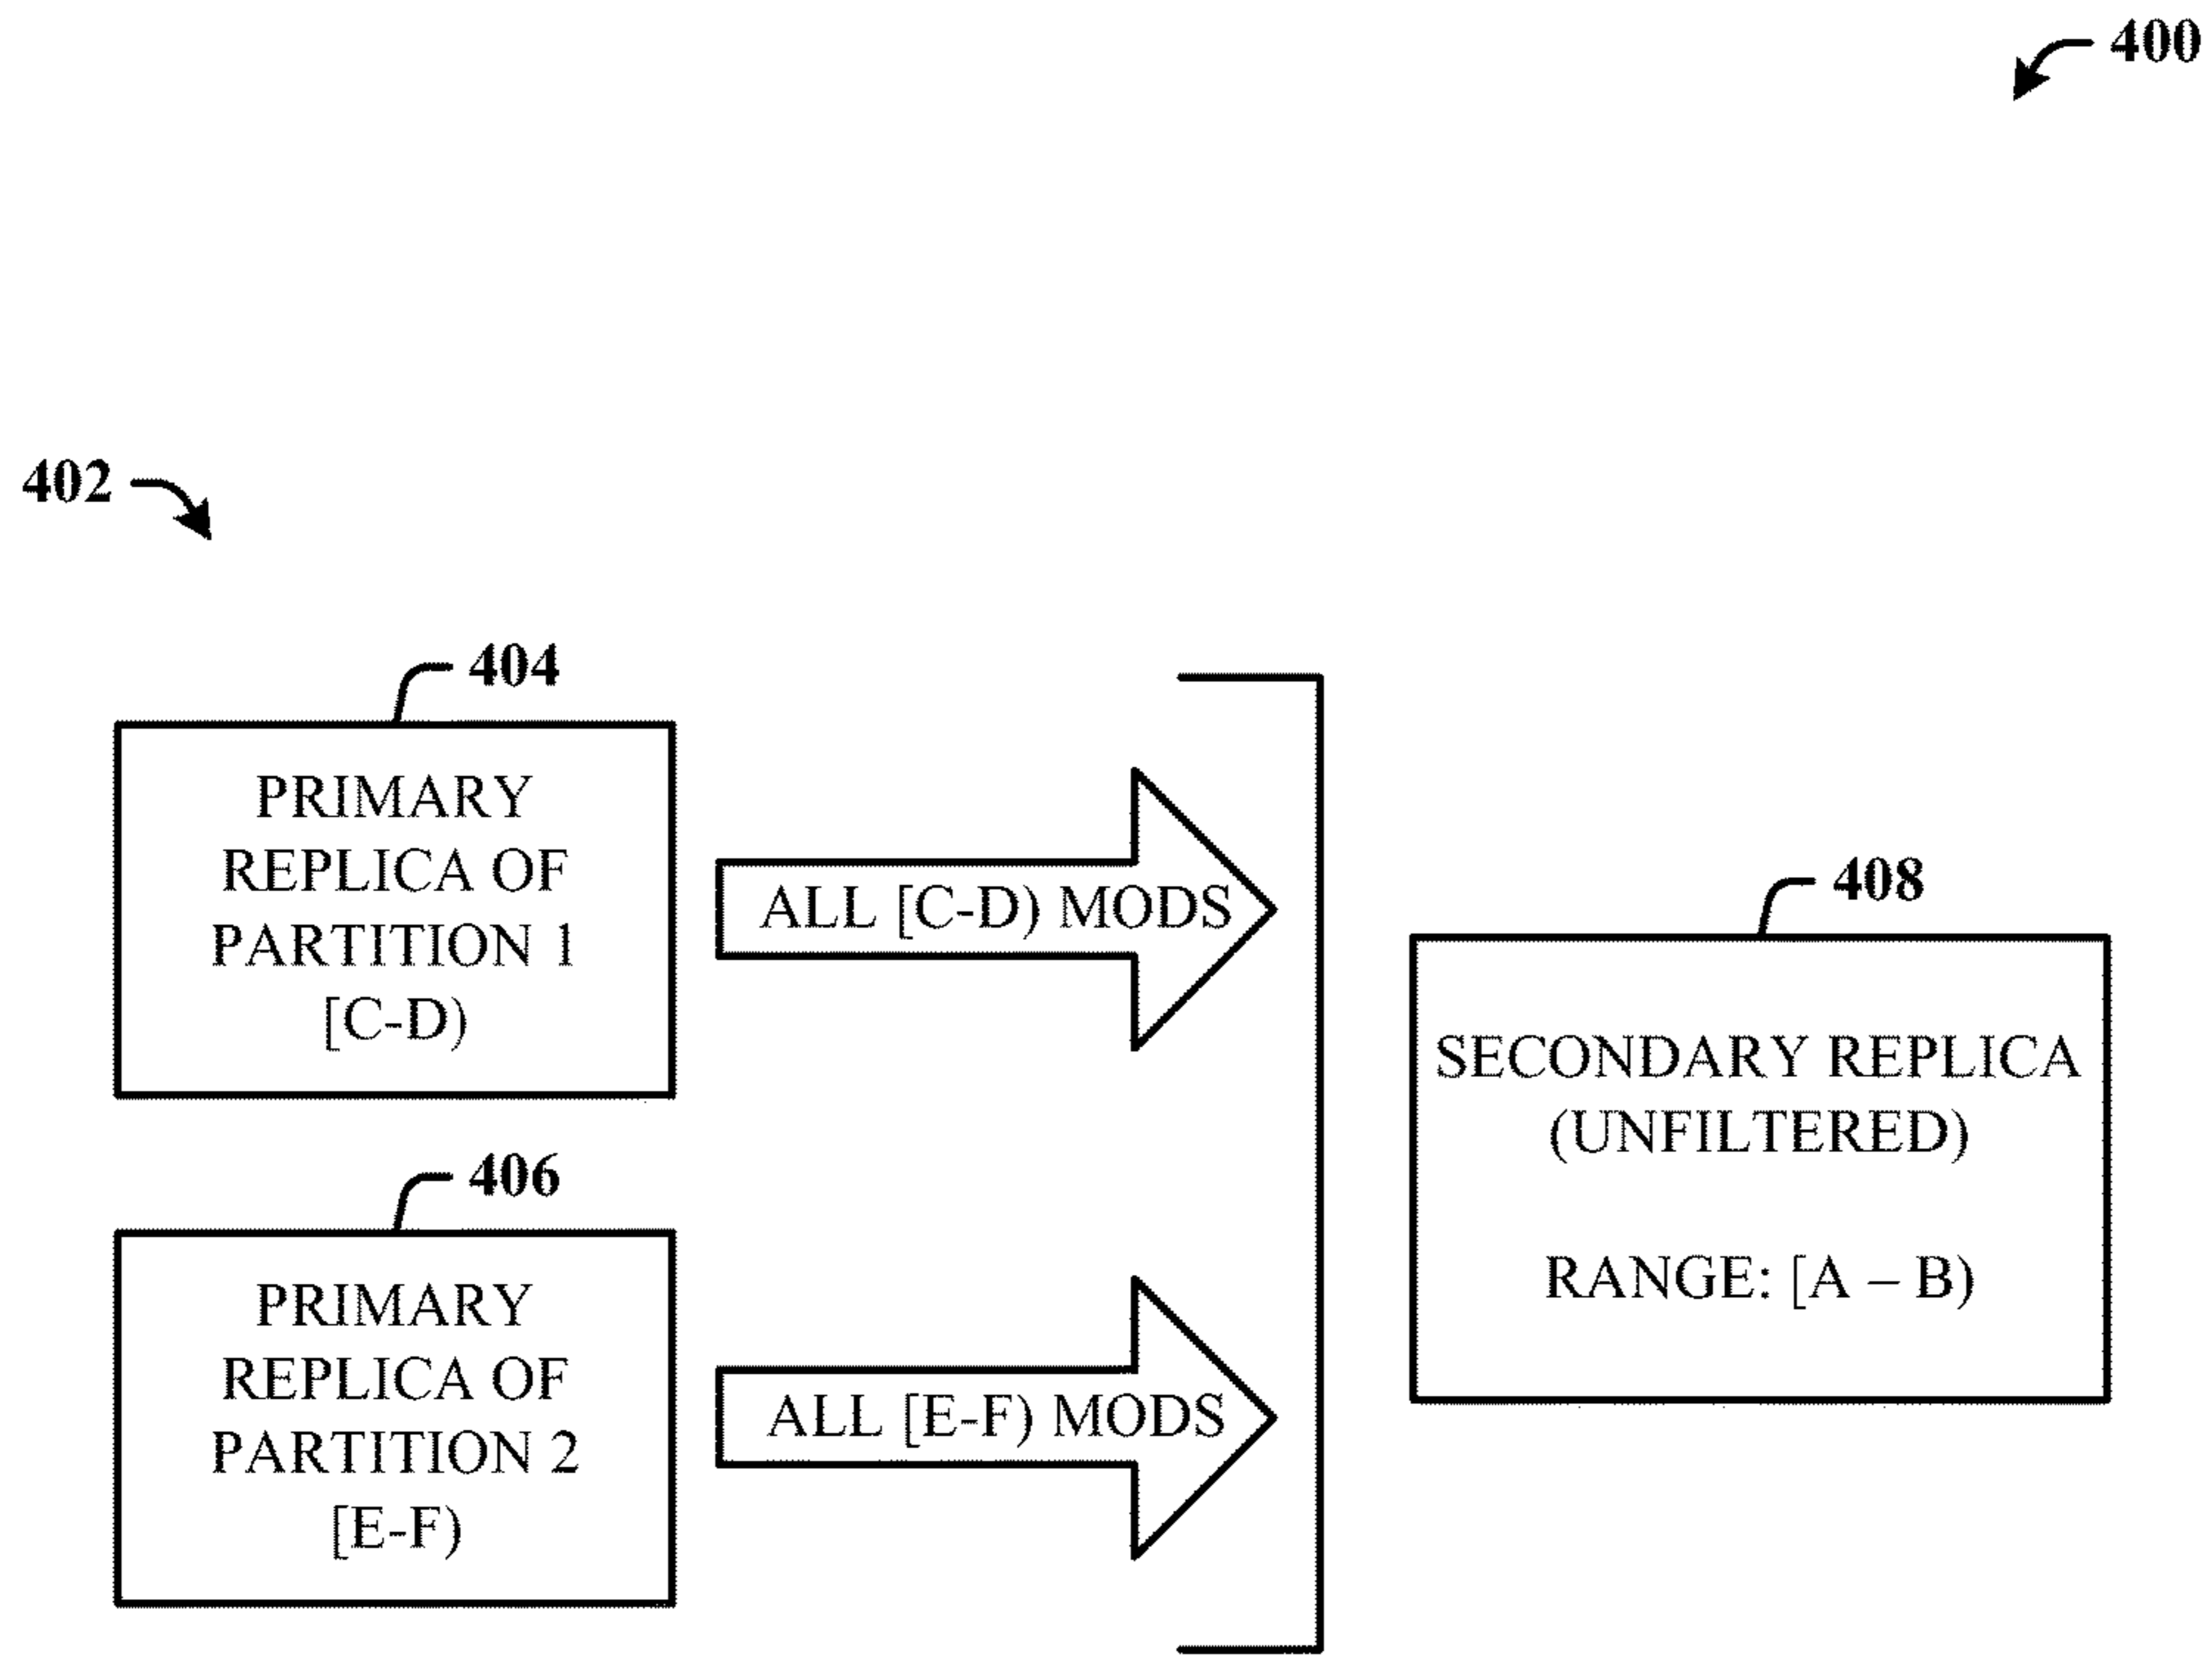 400
402
404
PRIMARY
REPLICA OF
PARTITION 1
[C-D)
ALL [C-D) MODS
406
PRIMARY
REPLICA OF
PARTITION 2
[E-F)
ALL [E-F) MODS
408
SECONDARY REPLICA
(UNFILTERED)
RANGE: [A – B)